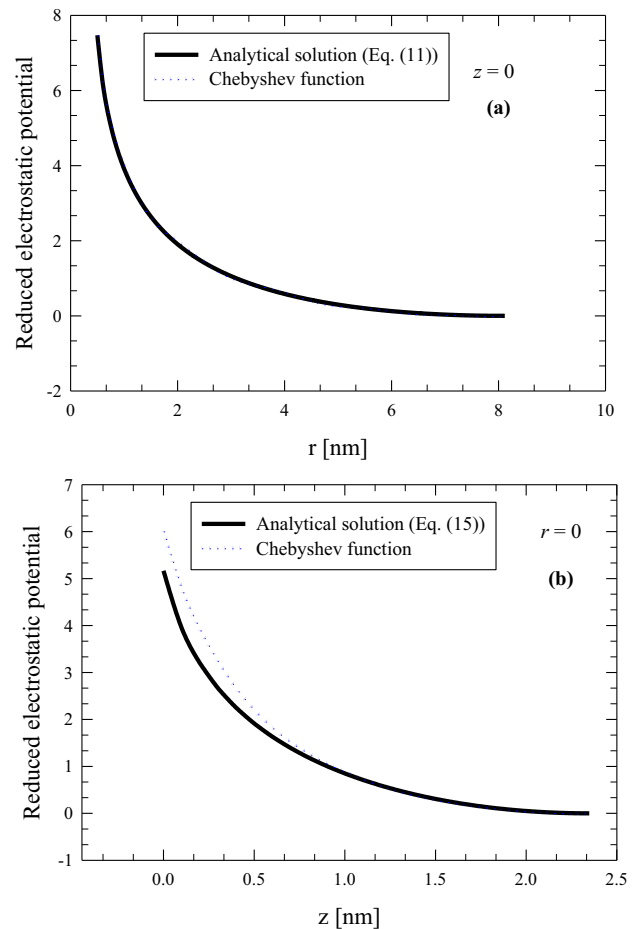 8
Analytical solution (Eq. (11))
Chebyshev function
z = 0
(a)
6
4
2
0
-2
Reduced electrostatic potential
0 2 4 6 8 10
r [nm]
7
Analytical solution (Eq. (15))
Chebyshev function
r = 0
(b)
6
5
4
3
2
1
0
-1
Reduced electrostatic potential
0.0 0.5 1.0 1.5 2.0 2.5
z [nm]